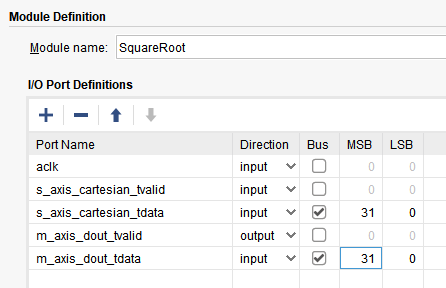 Module Definition
Module name: SquareRoot
I/O Port Definitions
Port Name Direction Bus MSB LSB
aclk input 0 0
s_axis_cartesian_tvalid input 0 0
s_axis_cartesian_tdata input 31 0
m_axis_dout_tvalid output 0 0
m_axis_dout_tdata input 31 0